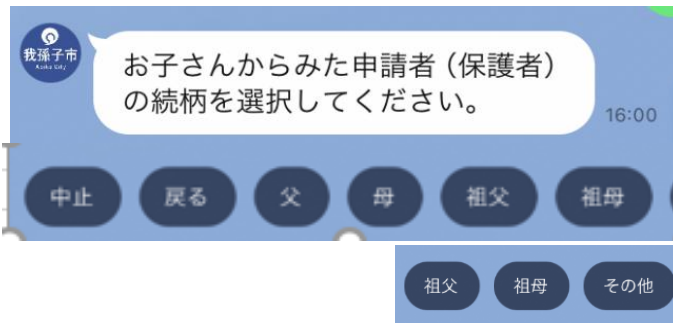 我孫子市
Abiko City
お子さんからみた申請者（保護者）
の続柄を選択してください。
16:00
中止
戻る
父
母
祖父
祖母
祖父
祖母
その他